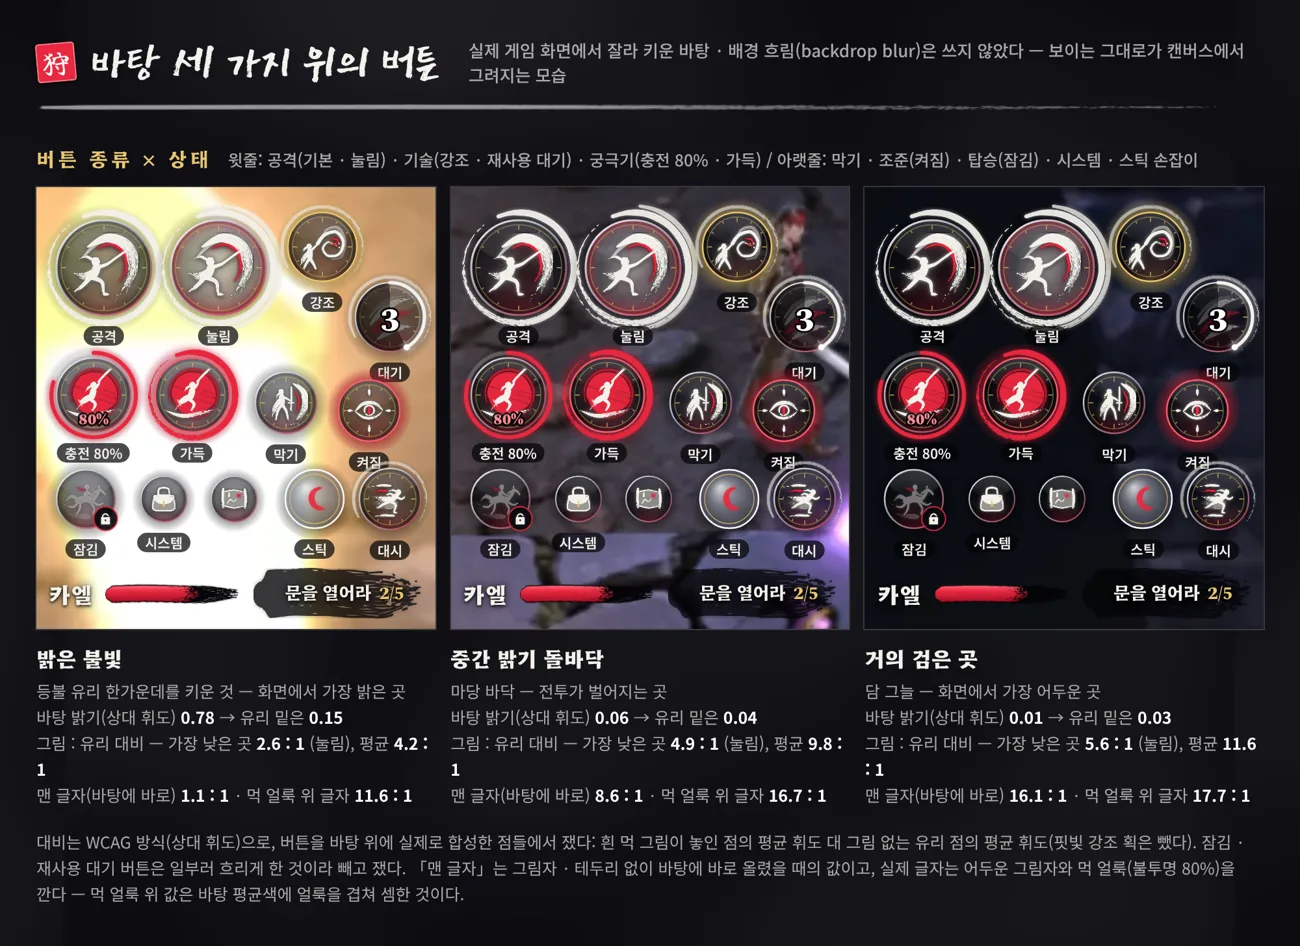 狩 바탕 세 가지 위의 버튼
실제 게임 화면에서 잘라 키운 바탕 · 배경 흐림(backdrop blur)은 쓰지 않았다 — 보이는 그대로가 캔버스에서
그려지는 모습
버튼 종류 × 상태 윗줄: 공격(기본 · 눌림) · 기술(강조 · 재사용 대기) · 궁극기(충전 80% · 가득) / 아랫줄: 막기 · 조준(켜짐) · 탑승(잠김) · 시스템 · 스틱 손잡이
강조
3
공격 눌림
대기
80%
충전 80% 가득 막기 켜짐
잠김 시스템 스틱 대시
카엘 문을 열어라 2/5
강조
3
공격 눌림
대기
80%
충전 80% 가득 막기 켜짐
잠김 시스템 스틱 대시
카엘 문을 열어라 2/5
강조
3
공격 눌림
대기
80%
충전 80% 가득 막기 켜짐
잠김 시스템 스틱 대시
카엘 문을 열어라 2/5
밝은 불빛
등불 유리 한가운데를 키운 것 — 화면에서 가장 밝은 곳
바탕 밝기(상대 휘도) 0.78 → 유리 밑은 0.15
그림 : 유리 대비 — 가장 낮은 곳 2.6 : 1 (눌림), 평균 4.2 :
1
맨 글자(바탕에 바로) 1.1 : 1 · 먹 얼룩 위 글자 11.6 : 1
중간 밝기 돌바닥
마당 바닥 — 전투가 벌어지는 곳
바탕 밝기(상대 휘도) 0.06 → 유리 밑은 0.04
그림 : 유리 대비 — 가장 낮은 곳 4.9 : 1 (눌림), 평균 9.8 :
1
맨 글자(바탕에 바로) 8.6 : 1 · 먹 얼룩 위 글자 16.7 : 1
거의 검은 곳
담 그늘 — 화면에서 가장 어두운 곳
바탕 밝기(상대 휘도) 0.01 → 유리 밑은 0.03
그림 : 유리 대비 — 가장 낮은 곳 5.6 : 1 (눌림), 평균 11.6
: 1
맨 글자(바탕에 바로) 16.1 : 1 · 먹 얼룩 위 글자 17.7 : 1
대비는 WCAG 방식(상대 휘도)으로, 버튼을 바탕 위에 실제로 합성한 점들에서 쟀다: 흰 먹 그림이 놓인 점의 평균 휘도 대 그림 없는 유리 점의 평균 휘도(핏빛 강조 획은 뺐다). 잠김 ·
재사용 대기 버튼은 일부러 흐리게 한 것이라 빼고 쟀다. 「맨 글자」는 그림자 · 테두리 없이 바탕에 바로 올렸을 때의 값이고, 실제 글자는 어두운 그림자와 먹 얼룩(불투명 80%)을
깐다 — 먹 얼룩 위 값은 바탕 평균색에 얼룩을 겹쳐 셈한 것이다.